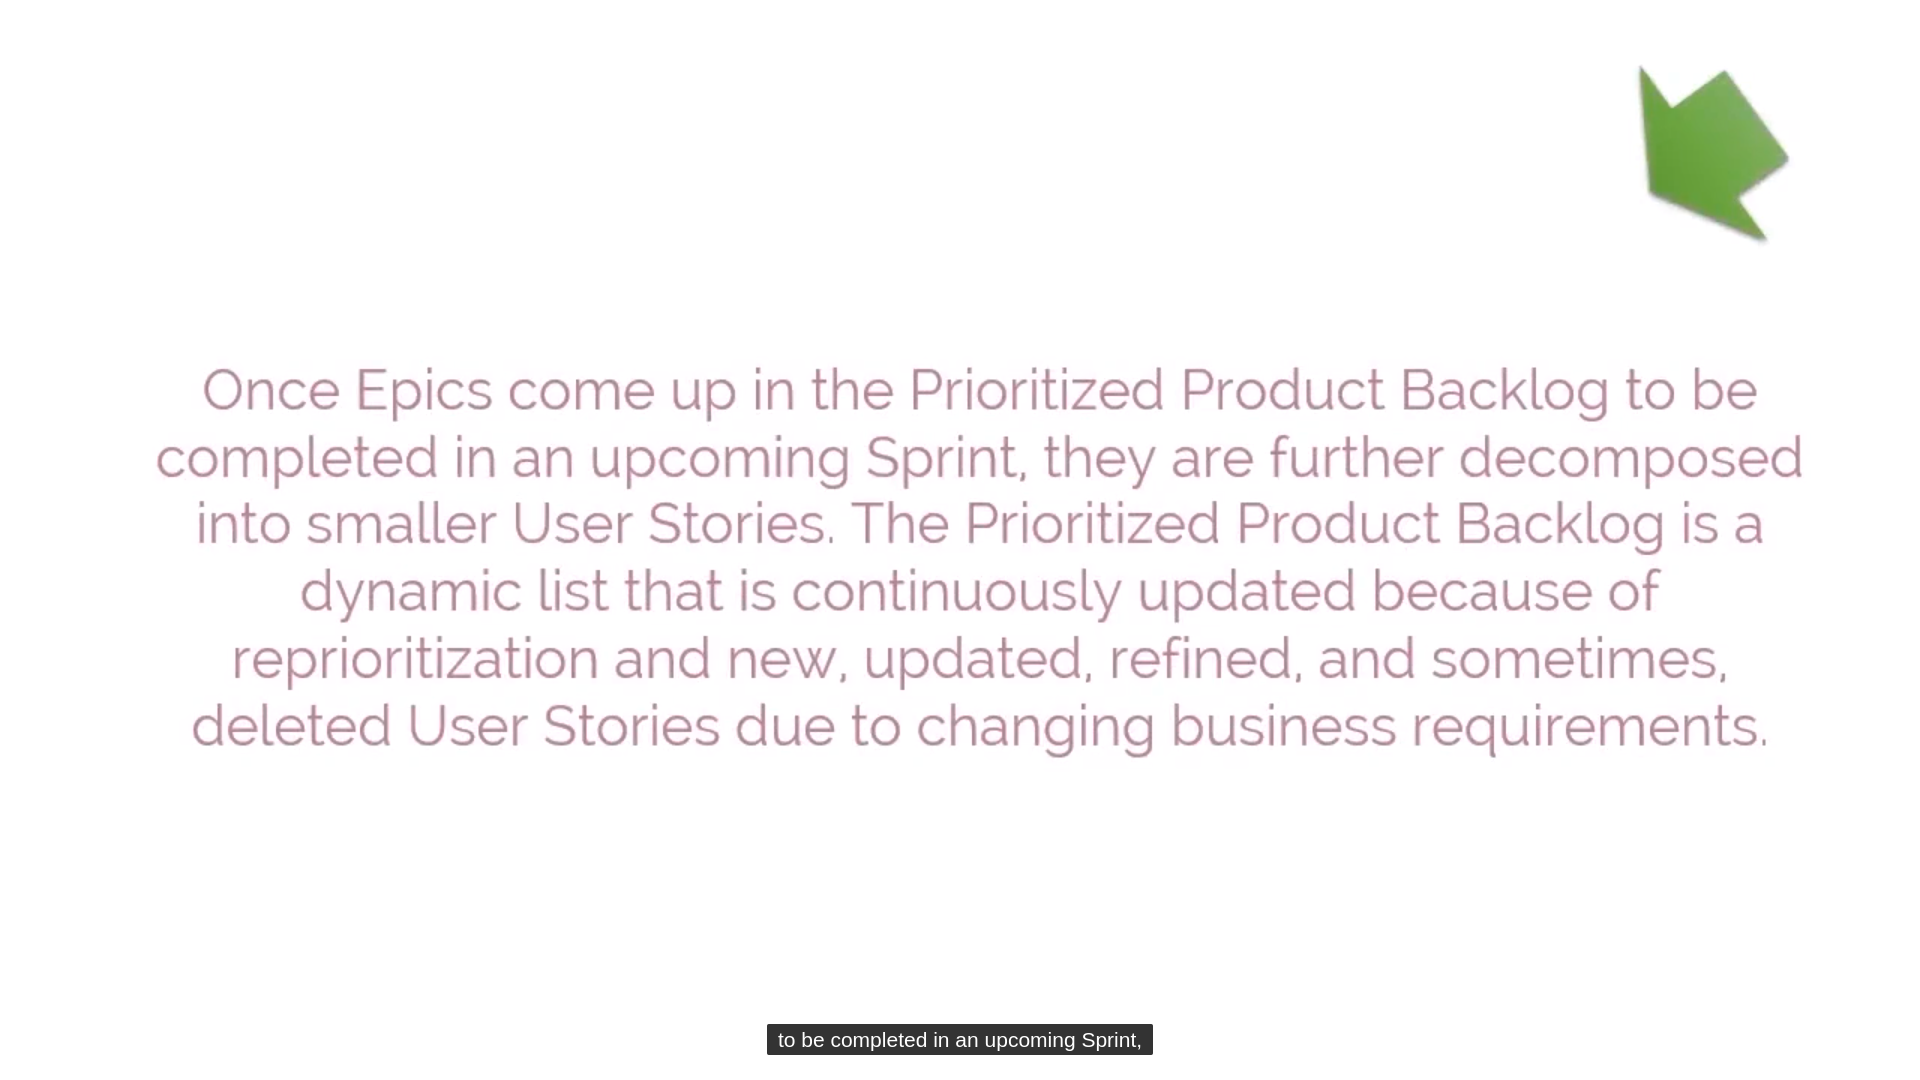 Once Epics come up in the Prioritized Product Backlog to be
completed in an upcoming Sprint, they are further decomposed
into smaller User Stories. The Prioritized Product Backlog is a
dynamic list that is continuously updated because of
reprioritization and new, updated, refined, and sometimes,
deleted User Stories due to changing business requirements.
to be completed in an upcoming Sprint,